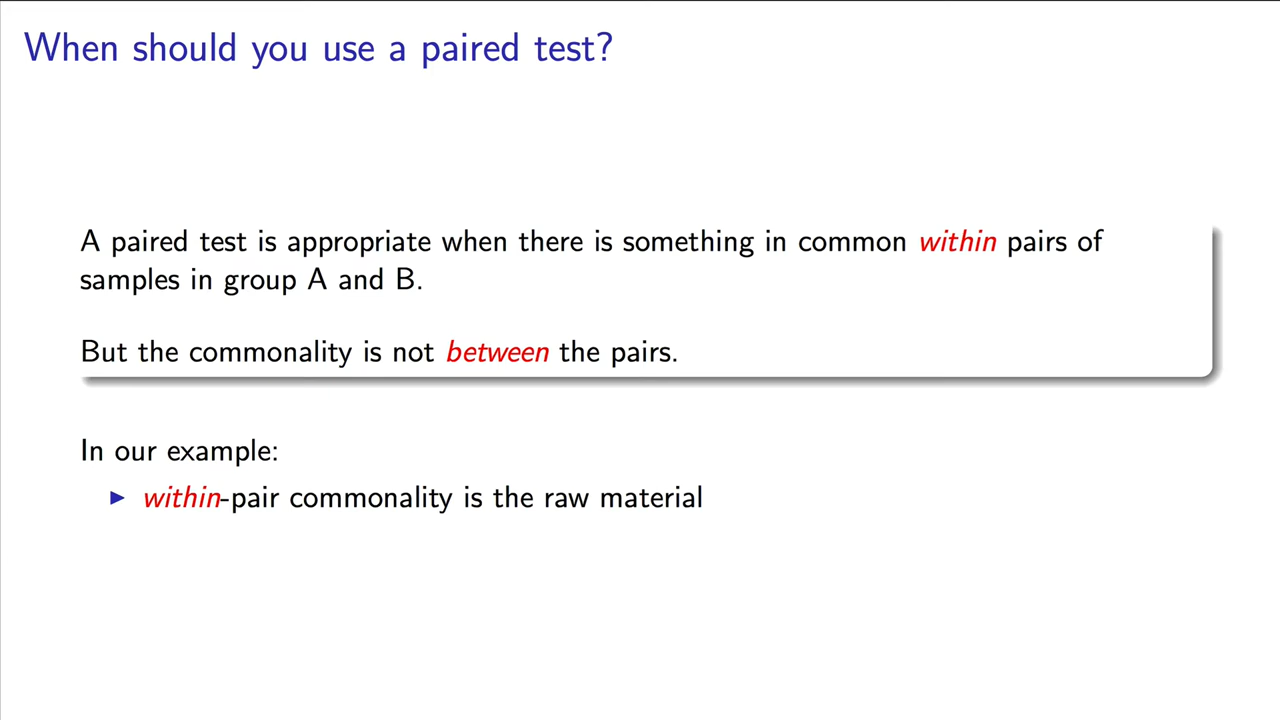 When should you use a paired test?
A paired test is appropriate when there is something in common within pairs of
samples in group A and B.
But the commonality is not between the pairs.
In our example:
▶ within-pair commonality is the raw material